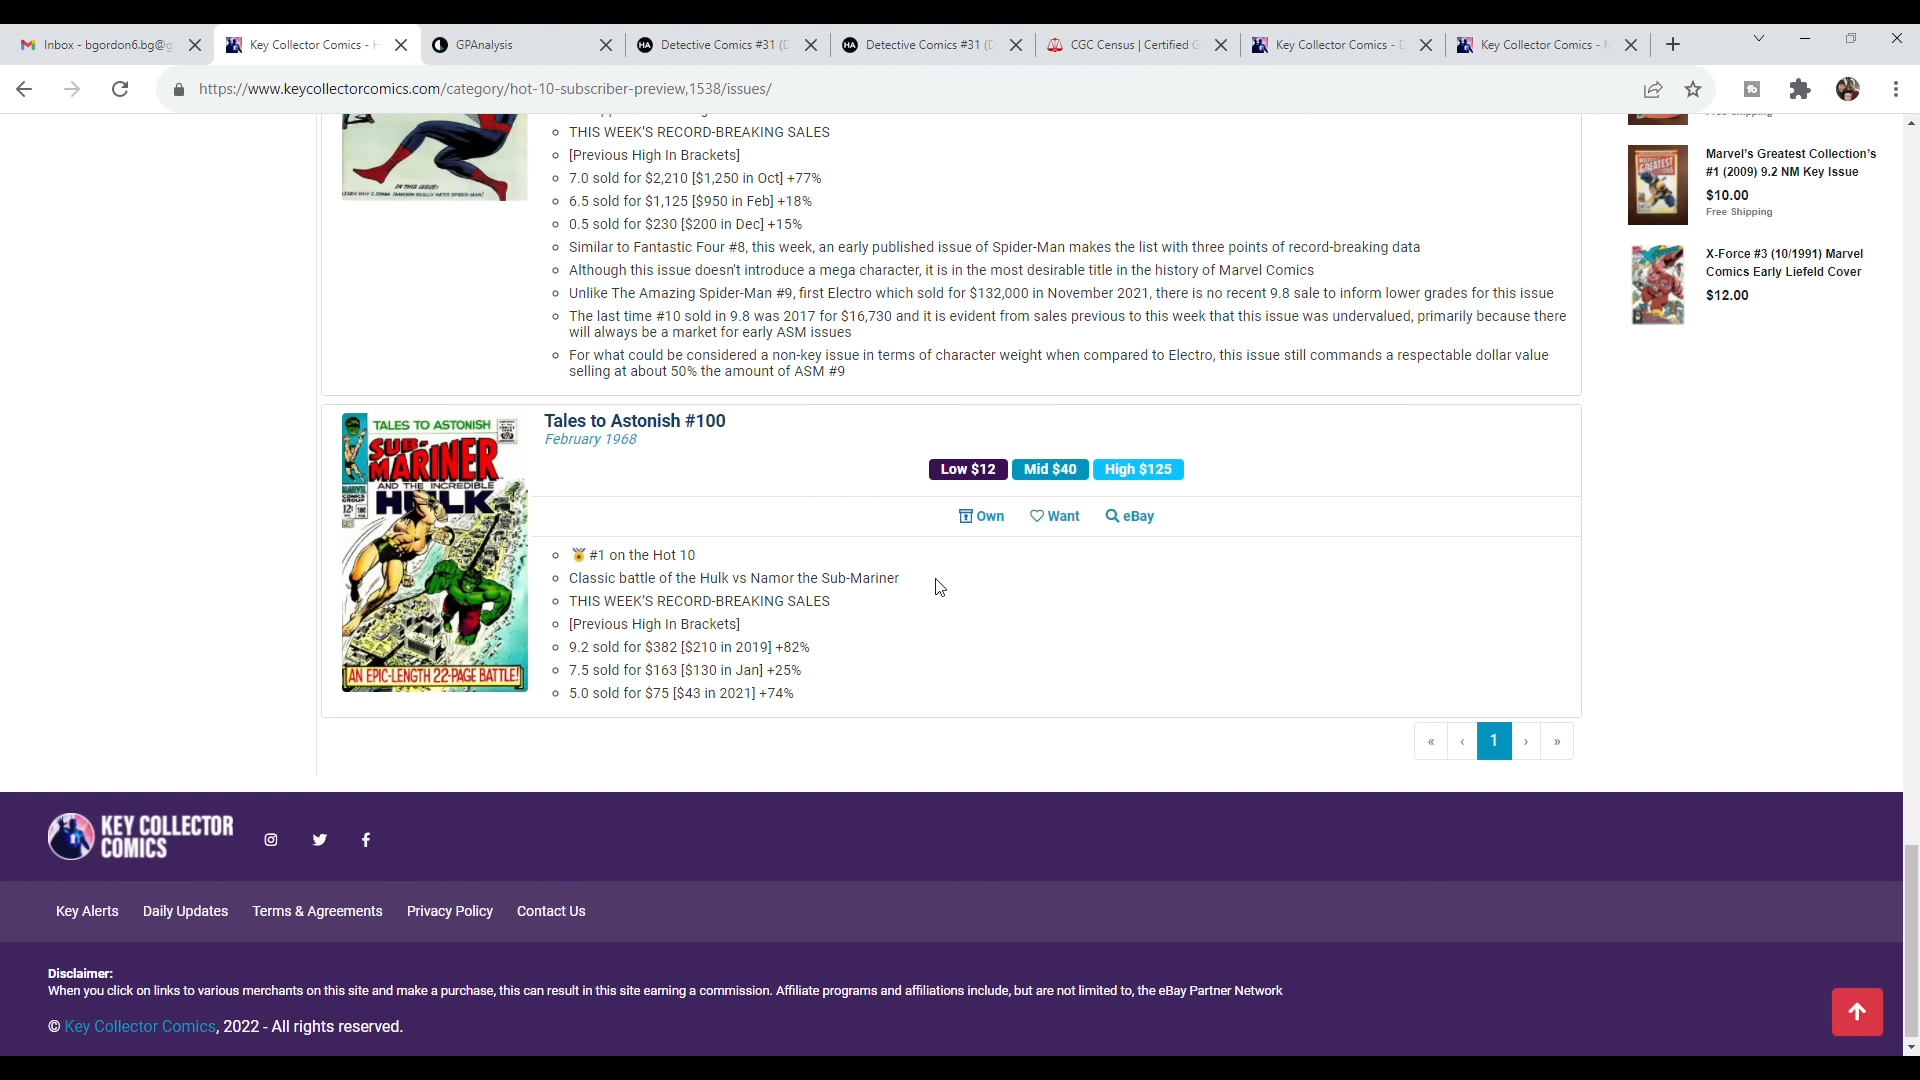 Inbox - bgordon6.bg@g
Key Collector Comics - H
GPAnalysis
Detective Comics #31 (D
Detective Comics #31 (D
CGC Census | Certified G
Key Collector Comics -
Key Collector Comics -
https://www.keycollectorcomics.com/category/hot-10-subscriber-preview,1538/issues/
IN THIS ISSUE:
THIS WEEK'S RECORD-BREAKING SALES
[Previous High In Brackets]
7.0 sold for $2,210 [$1,250 in Oct] +77%
6.5 sold for $1,125 [$950 in Feb] +18%
0.5 sold for $230 [$200 in Dec] +15%
Similar to Fantastic Four #8, this week, an early published issue of Spider-Man makes the list with three points of record-breaking data
Although this issue doesn't introduce a mega character, it is in the most desirable title in the history of Marvel Comics
Unlike The Amazing Spider-Man #9, first Electro which sold for $132,000 in November 2021, there is no recent 9.8 sale to inform lower grades for this issue
The last time #10 sold in 9.8 was 2017 for $16,730 and it is evident from sales previous to this week that this issue was undervalued, primarily because there
will always be a market for early ASM issues
For what could be considered a non-key issue in terms of character weight when compared to Electro, this issue still commands a respectable dollar value
selling at about 50% the amount of ASM #9
Marvel's Greatest Collection's
#1 (2009) 9.2 NM Key Issue
$10.00
Free Shipping
X-Force #3 (10/1991) Marvel
Comics Early Liefeld Cover
$12.00
TALES TO ASTONISH
SUB-
MARINER
AND THE INCREDIBLE
HULK
MARVEL
COMICS
GROUP
12¢ 100
AN EPIC-LENGTH 22-PAGE BATTLE!
Tales to Astonish #100
February 1968
Low $12 Mid $40 High $125
Own Want eBay
#1 on the Hot 10
Classic battle of the Hulk vs Namor the Sub-Mariner
THIS WEEK'S RECORD-BREAKING SALES
[Previous High In Brackets]
9.2 sold for $382 [$210 in 2019] +82%
7.5 sold for $163 [$130 in Jan] +25%
5.0 sold for $75 [$43 in 2021] +74%
« ‹ 1 › »
KEY COLLECTOR
COMICS
Key Alerts Daily Updates Terms & Agreements Privacy Policy Contact Us
Disclaimer:
When you click on links to various merchants on this site and make a purchase, this can result in this site earning a commission. Affiliate programs and affiliations include, but are not limited to, the eBay Partner Network
© Key Collector Comics, 2022 - All rights reserved.